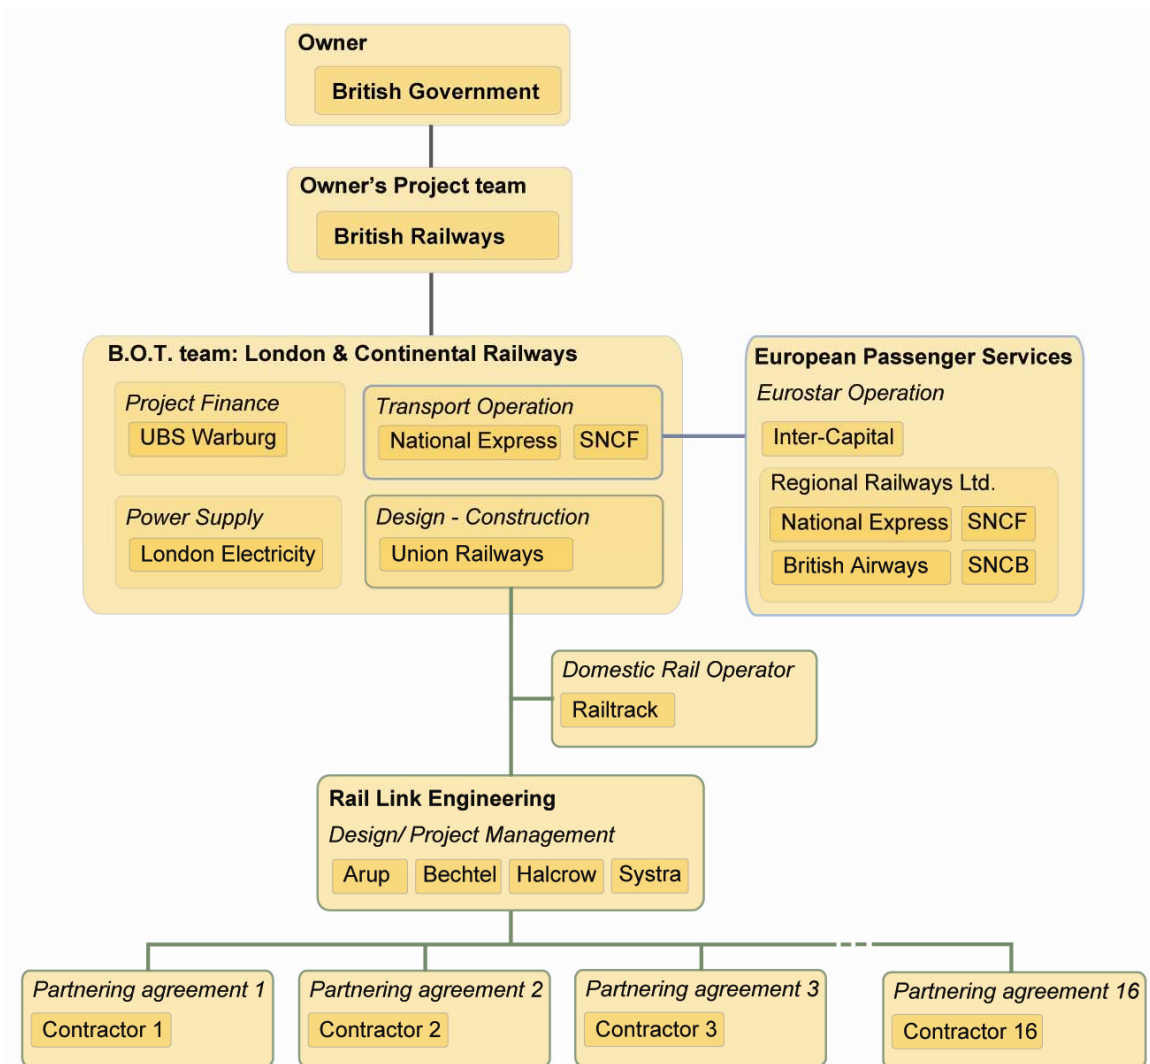 Owner
British Government
Owner's Project team
British Railways
B.O.T. team: London & Continental Railways
Project Finance
UBS Warburg
Transport Operation
National Express SNCF
Power Supply
London Electricity
Design - Construction
Union Railways
European Passenger Services
Eurostar Operation
Inter-Capital
Regional Railways Ltd.
National Express SNCF
British Airways SNCB
Domestic Rail Operator
Railtrack
Rail Link Engineering
Design/ Project Management
Arup Bechtel Halcrow Systra
Partnering agreement 1
Contractor 1
Partnering agreement 2
Contractor 2
Partnering agreement 3
Contractor 3
Partnering agreement 16
Contractor 16